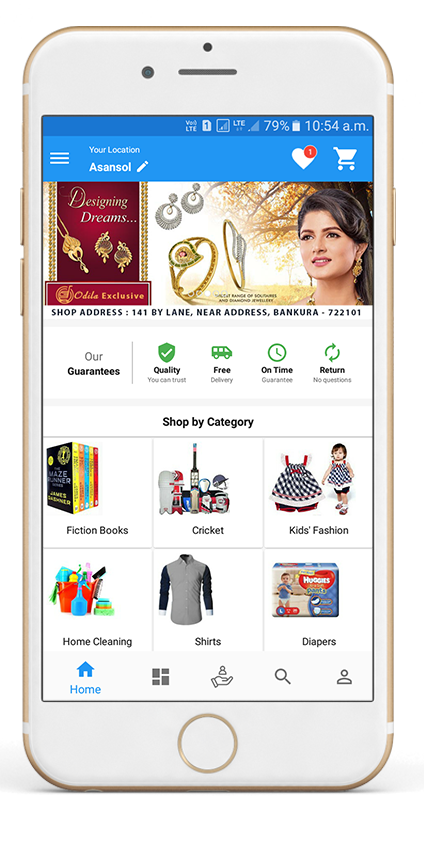 Vo))
LTE
1
LTE
79%
10:54 a.m.
Your Location
Asansol
1
Designing
Dreams...
Odila Exclusive
RANGE OF SOLITAIRES
AND DIAMOND JEWELLERY
SHOP ADDRESS : 141 BY LANE, NEAR ADDRESS, BANKURA - 722101
Our
Guarantees
Quality
You can trust
Free
Delivery
On Time
Guarantee
Return
No questions
Shop by Category
THE
MAZE
RUNNER
SERIES
JAMES
DASHNER
Fiction Books
Cricket
Kids' Fashion
HUGGIES
pants
L
Home Cleaning
Shirts
Diapers
Home